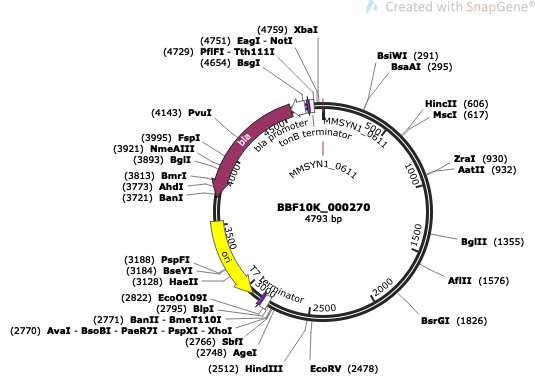 Created with SnapGene®
(4759) XbaI
(4751) EagI - NotI
(4729) PflFI - Tth111I
(4654) BsgI
BsiWI (291)
BsaAI (295)
HincII (606)
MscI (617)
(4143) PvuI
(3995) FspI
(3921) NmeAIII
(3893) BglI
(3813) BmrI
(3773) AhdI
(3721) BanI
ZraI (930)
AatII (932)
BglII (1355)
AflII (1576)
BsrGI (1826)
(3188) PspFI
(3184) BseYI
(3128) HaeII
(2822) EcoO109I
(2795) BlpI
(2771) BanII - BmeT110I
(2770) AvaI - BsoBI - PaeR7I - PspXI - XhoI
(2766) SbfI
(2748) AgeI
(2512) HindIII
EcoRV (2478)
MMSYN1_0611
tonB terminator
bla promoter
bla
MMSYN1_0611
BBF10K_000270
4793 bp
ori
T7 terminator
500
1000
1500
2000
2500
3000
3500
4000
4500